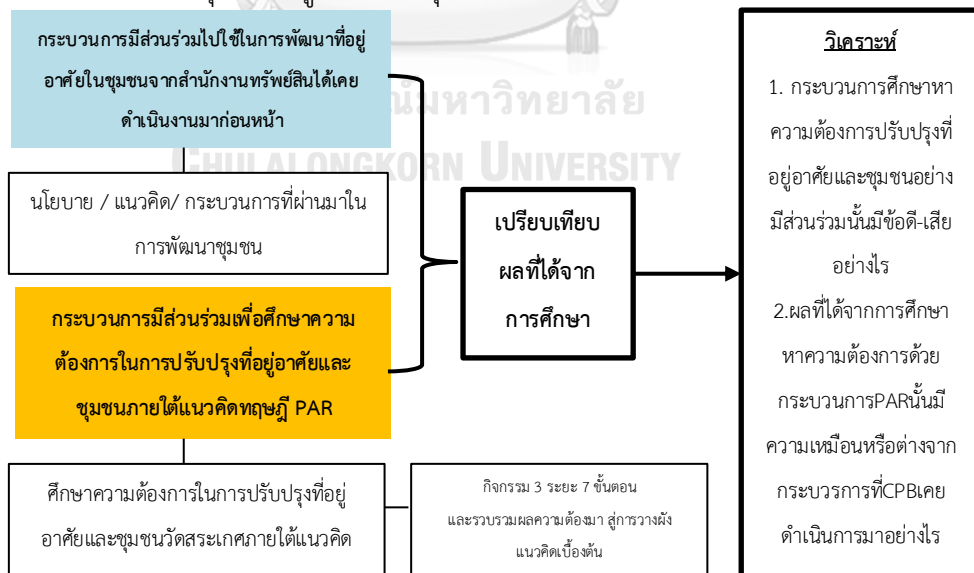 กระบวนการมีส่วนร่วมไปใช้ในการพัฒนาที่อยู่
อาศัยในชุมชนจากสำนักงานทรัพย์สินได้เคย
ดำเนินงานมาก่อนหน้า
นโยบาย / แนวคิด/ กระบวนการที่ผ่านมาใน
การพัฒนาชุมชน
กระบวนการมีส่วนร่วมเพื่อศึกษาความ
ต้องการในการปรับปรุงที่อยู่อาศัยและ
ชุมชนภายใต้แนวคิดทฤษฎี PAR
ศึกษาความต้องการในการปรับปรุงที่อยู่
อาศัยและชุมชนวัดสระเกศภายใต้แนวคิด
กิจกรรม 3 ระยะ 7 ขั้นตอน
และรวบรวมผลความต้องมา สู่การวางผัง
แนวคิดเบื้องต้น
มหาวิทยาลัย
CHULALONGKORN UNIVERSITY
เปรียบเทียบ
ผลที่ได้จาก
การศึกษา
วิเคราะห์
1. กระบวนการศึกษาหา
ความต้องการปรับปรุงที่
อยู่อาศัยและชุมชนอย่าง
มีส่วนร่วมนั้นมีข้อดี-เสีย
อย่างไร
2.ผลที่ได้จากการศึกษา
หาความต้องการด้วย
กระบวนการPARนั้นมี
ความเหมือนหรือต่างจาก
กระบวรการที่CPBเคย
ดำเนินการมาอย่างไร